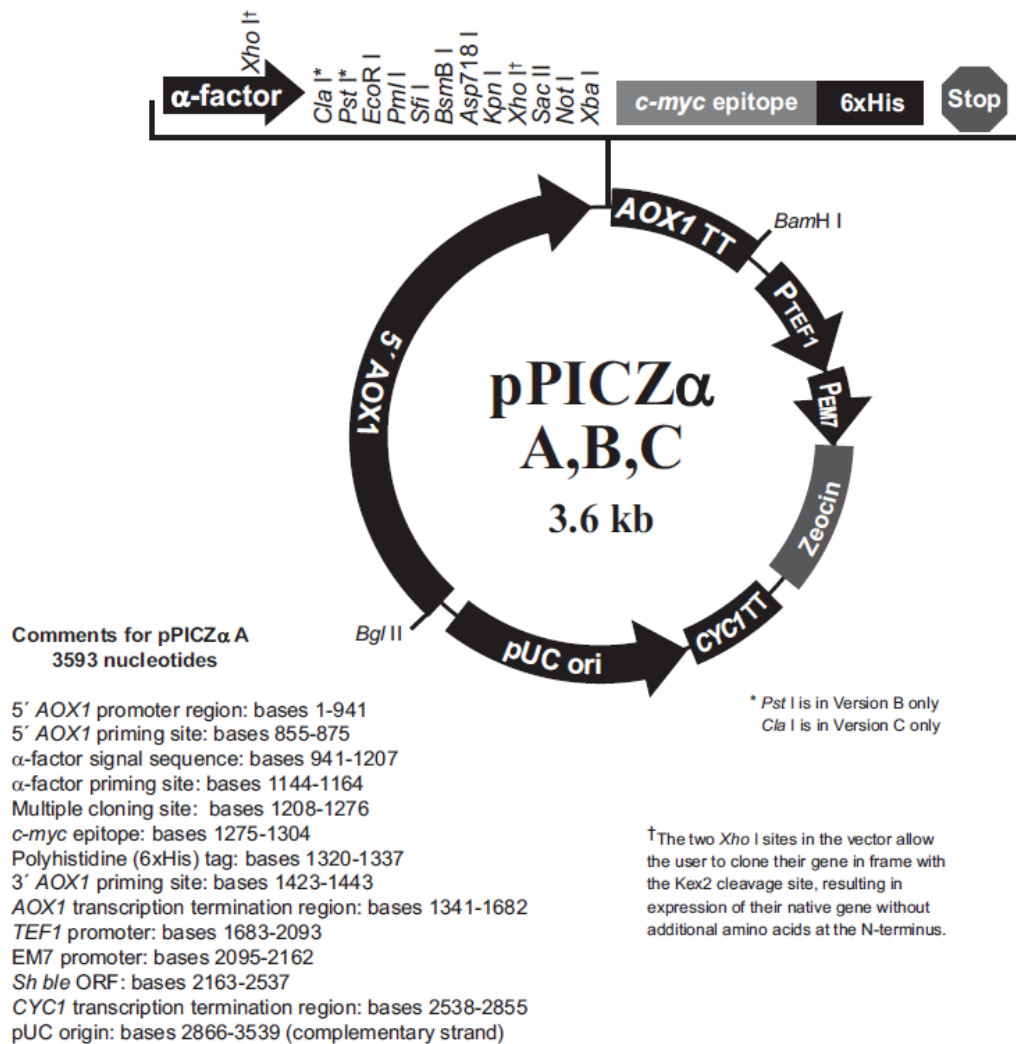 Xho I†
α-factor
Cla I*
Pst I*
EcoR I
Pml I
Sfi I
BsmB I
Asp718 I
Kpn I
Xho I†
Sac II
Not I
Xba I
c-myc epitope
6xHis
Stop
AOX1 TT
BamH I
PTEF1
PEM7
Zeocin
CYC1TT
pUC ori
Bgl II
5´ AOX1
pPICZα
A,B,C
3.6 kb
Comments for pPICZα A
3593 nucleotides
5´ AOX1 promoter region: bases 1-941
5´ AOX1 priming site: bases 855-875
α-factor signal sequence: bases 941-1207
α-factor priming site: bases 1144-1164
Multiple cloning site: bases 1208-1276
c-myc epitope: bases 1275-1304
Polyhistidine (6xHis) tag: bases 1320-1337
3´ AOX1 priming site: bases 1423-1443
AOX1 transcription termination region: bases 1341-1682
TEF1 promoter: bases 1683-2093
EM7 promoter: bases 2095-2162
Sh ble ORF: bases 2163-2537
CYC1 transcription termination region: bases 2538-2855
pUC origin: bases 2866-3539 (complementary strand)
* Pst I is in Version B only
Cla I is in Version C only
†The two Xho I sites in the vector allow
the user to clone their gene in frame with
the Kex2 cleavage site, resulting in
expression of their native gene without
additional amino acids at the N-terminus.